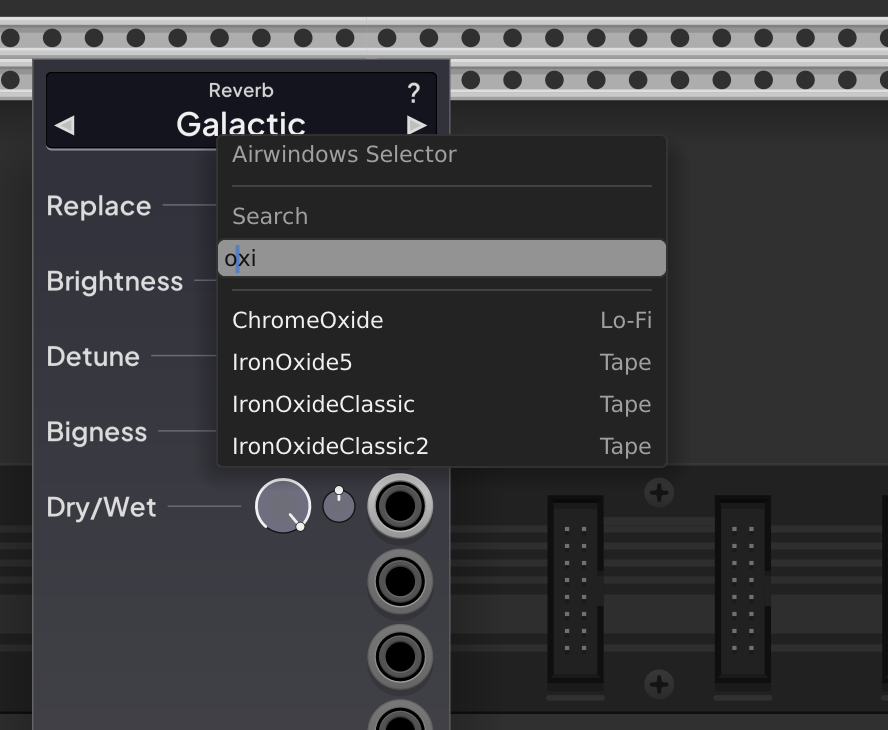 Reverb
?
Galactic
Airwindows Selector
Replace
Search
oxi
Brightness
ChromeOxide Lo-Fi
Detune
IronOxide5 Tape
IronOxideClassic Tape
Bigness
IronOxideClassic2 Tape
Dry/Wet